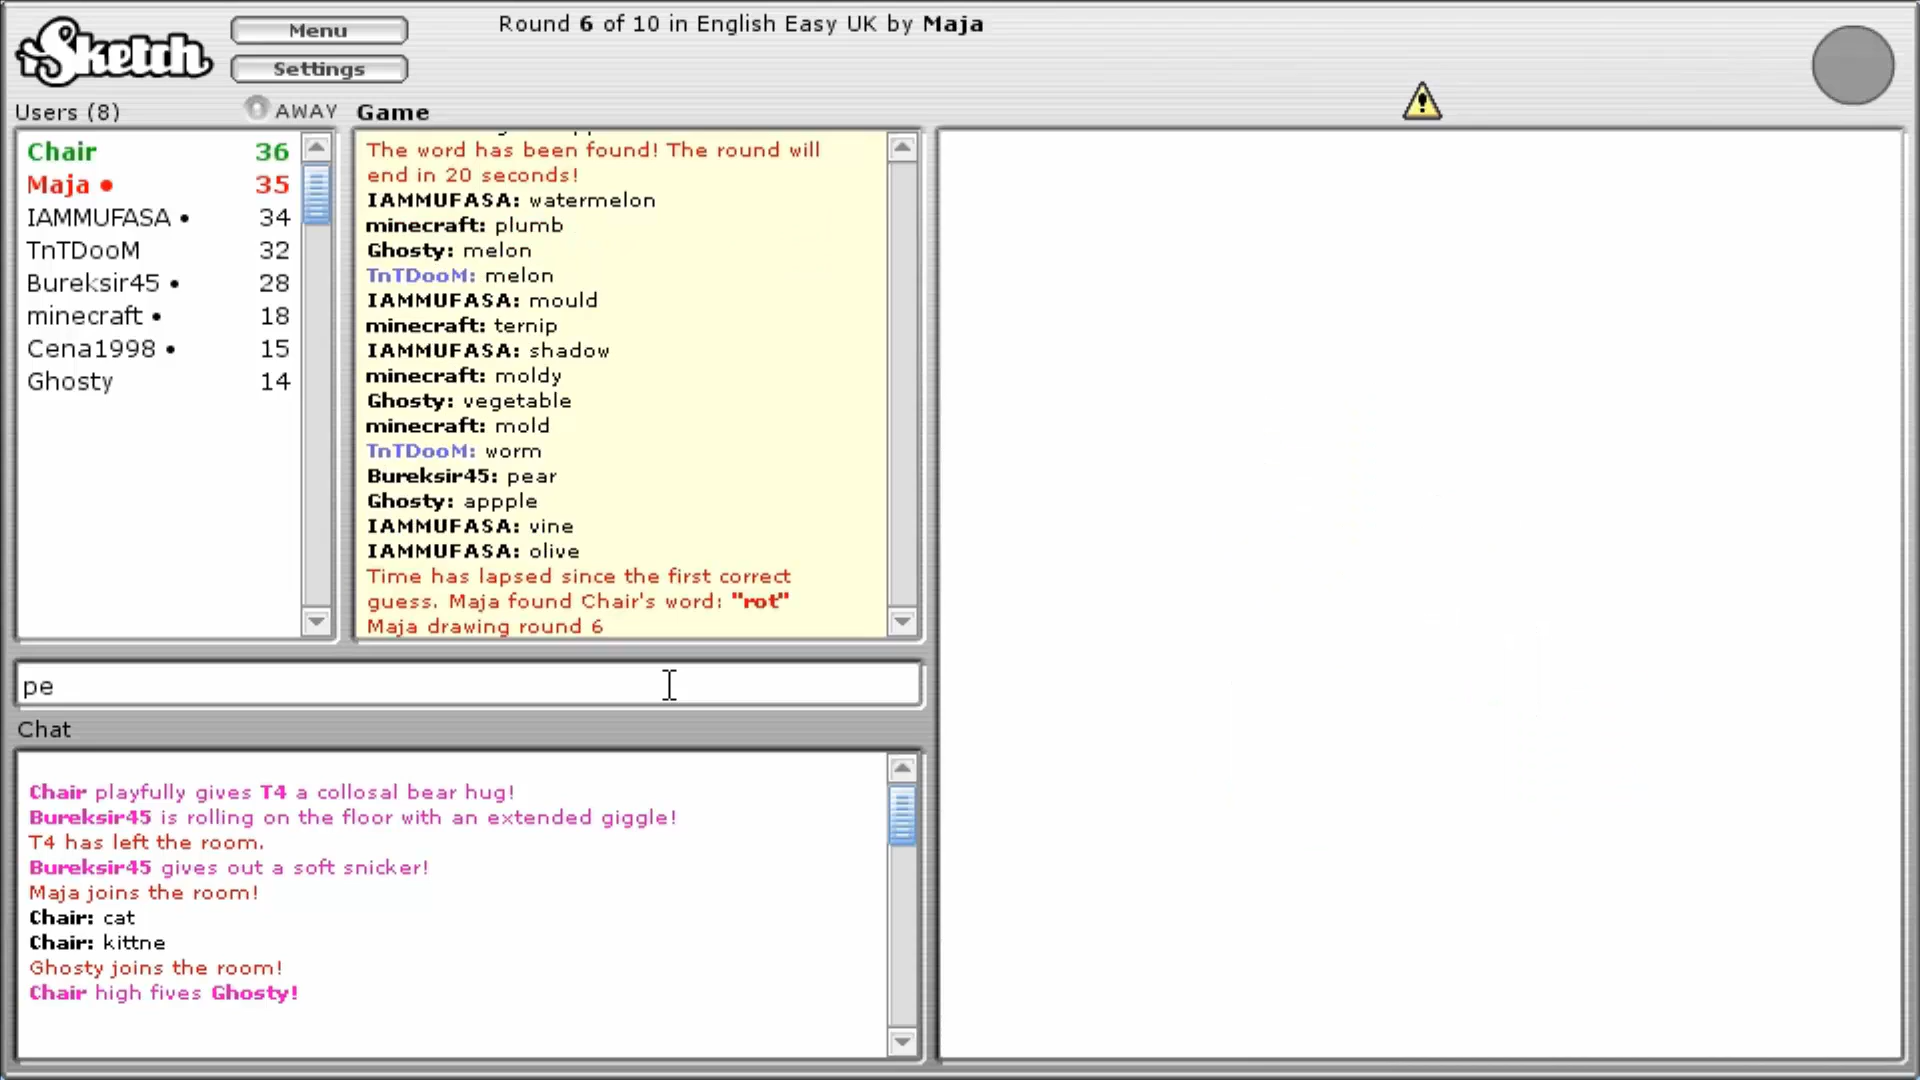 iSketch
Menu
Settings
Round 6 of 10 in English Easy UK by Maja
Users (8)
AWAY
Game
Chair 36
Maja • 35
IAMMUFASA • 34
TnTDooM 32
Bureksir45 • 28
minecraft • 18
Cena1998 • 15
Ghosty 14
The word has been found! The round will
end in 20 seconds!
IAMMUFASA: watermelon
minecraft: plumb
Ghosty: melon
TnTDooM: melon
IAMMUFASA: mould
minecraft: ternip
IAMMUFASA: shadow
minecraft: moldy
Ghosty: vegetable
minecraft: mold
TnTDooM: worm
Bureksir45: pear
Ghosty: appple
IAMMUFASA: vine
IAMMUFASA: olive
Time has lapsed since the first correct
guess. Maja found Chair's word: "rot"
Maja drawing round 6
pe
Chat
Chair playfully gives T4 a collosal bear hug!
Bureksir45 is rolling on the floor with an extended giggle!
T4 has left the room.
Bureksir45 gives out a soft snicker!
Maja joins the room!
Chair: cat
Chair: kittne
Ghosty joins the room!
Chair high fives Ghosty!